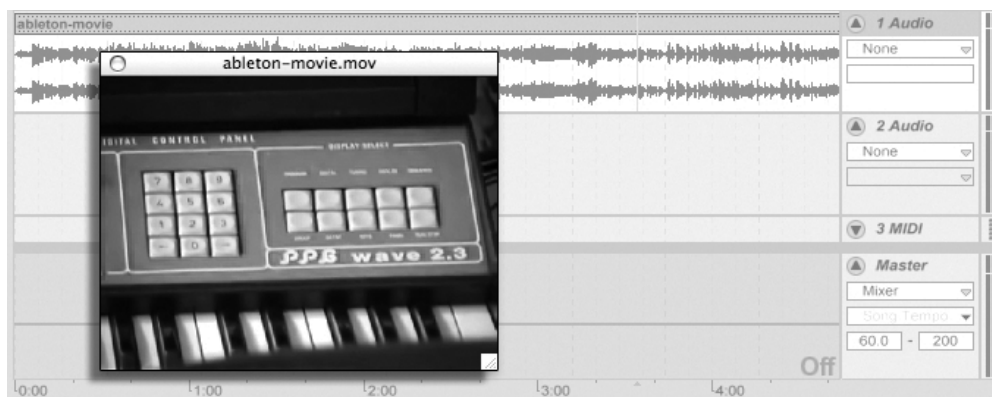 ableton-movie
1 Audio
None
ableton-movie.mov
DIGITAL CONTROL PANEL
DISPLAY SELECT
7 8 9
4 5 6
1 2 3
0
PPG wave 2.3
2 Audio
None
3 MIDI
Master
Mixer
Song Tempo
60.0 - 200
Off
0:00 1:00 2:00 3:00 4:00